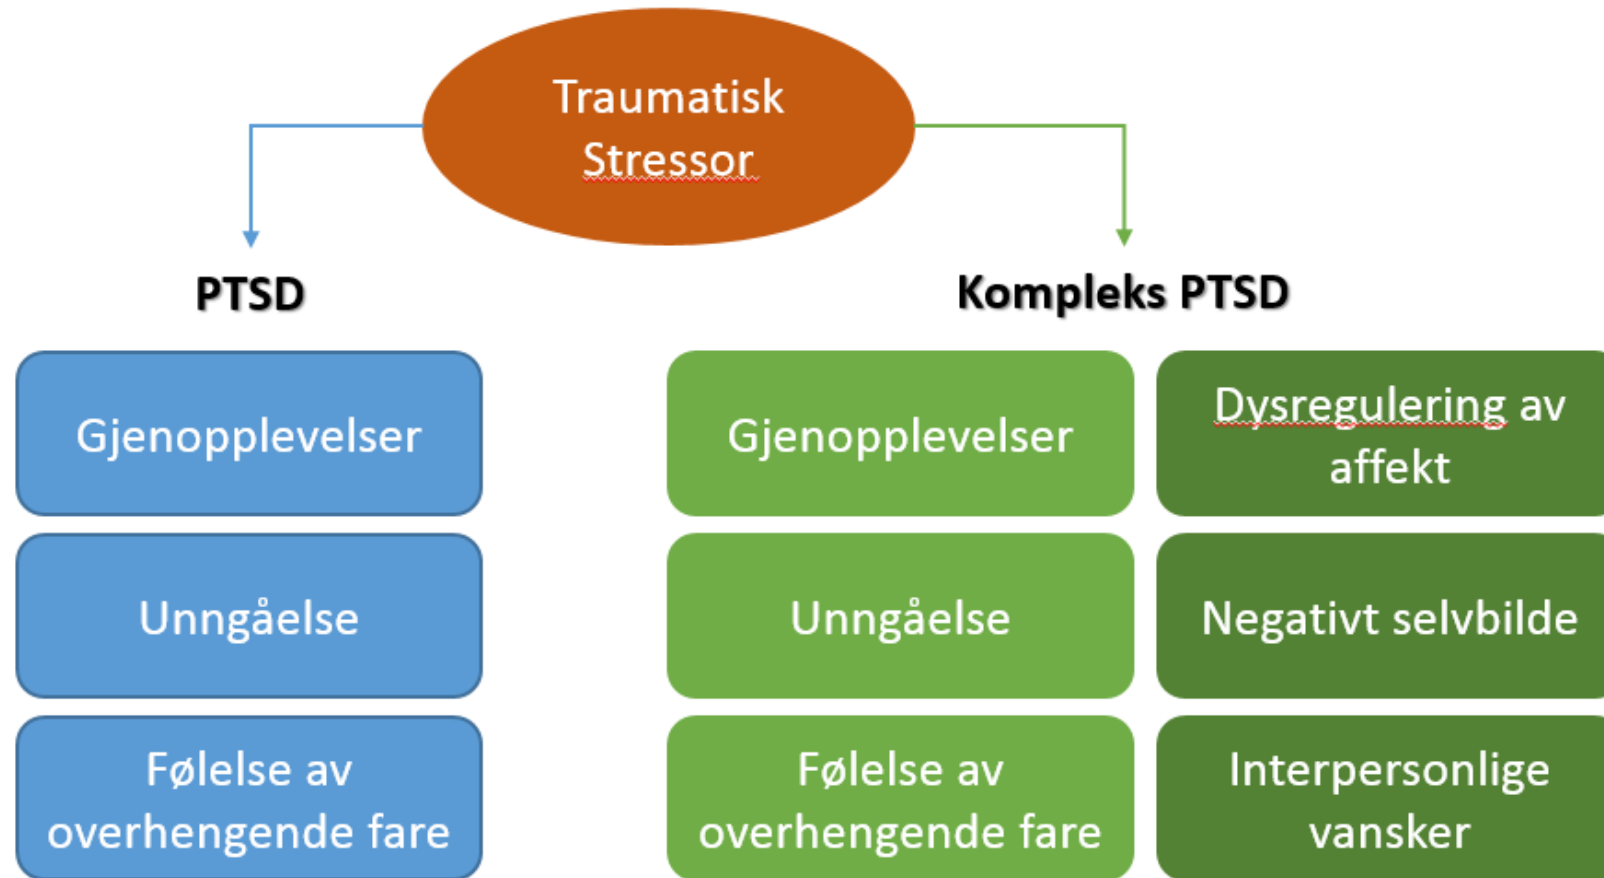 Traumatisk
Stressor
PTSD
Kompleks PTSD
Gjenopplevelser
Gjenopplevelser
Dysregulering av
affekt
Unngåelse
Unngåelse
Negativt selvbilde
Følelse av
overhengende fare
Følelse av
overhengende fare
Interpersonlige
vansker